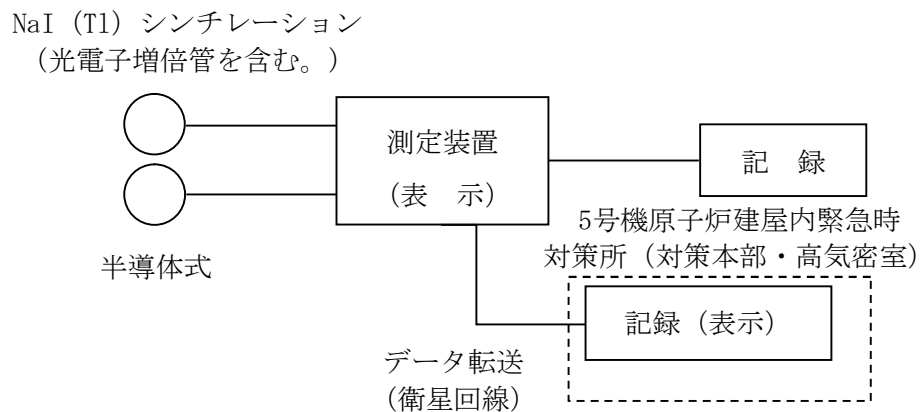 NaI（Tl）シンチレーション
（光電子増倍管を含む。）
測定装置
（表　示）
記　録
半導体式
5号機原子炉建屋内緊急時
対策所（対策本部・高気密室）
記録（表示）
データ転送
（衛星回線）